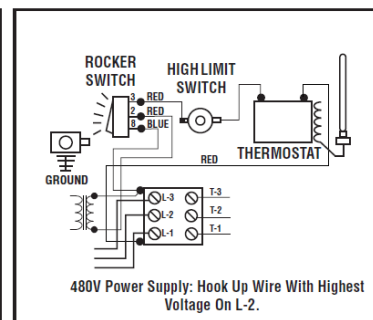 ROCKER
SWITCH
HIGH LIMIT
SWITCH
3 RED
2 RED
8 BLUE
THERMOSTAT
RED
GROUND
L-3 T-3
L-2 T-2
L-1 T-1
480V Power Supply: Hook Up Wire With Highest
Voltage On L-2.